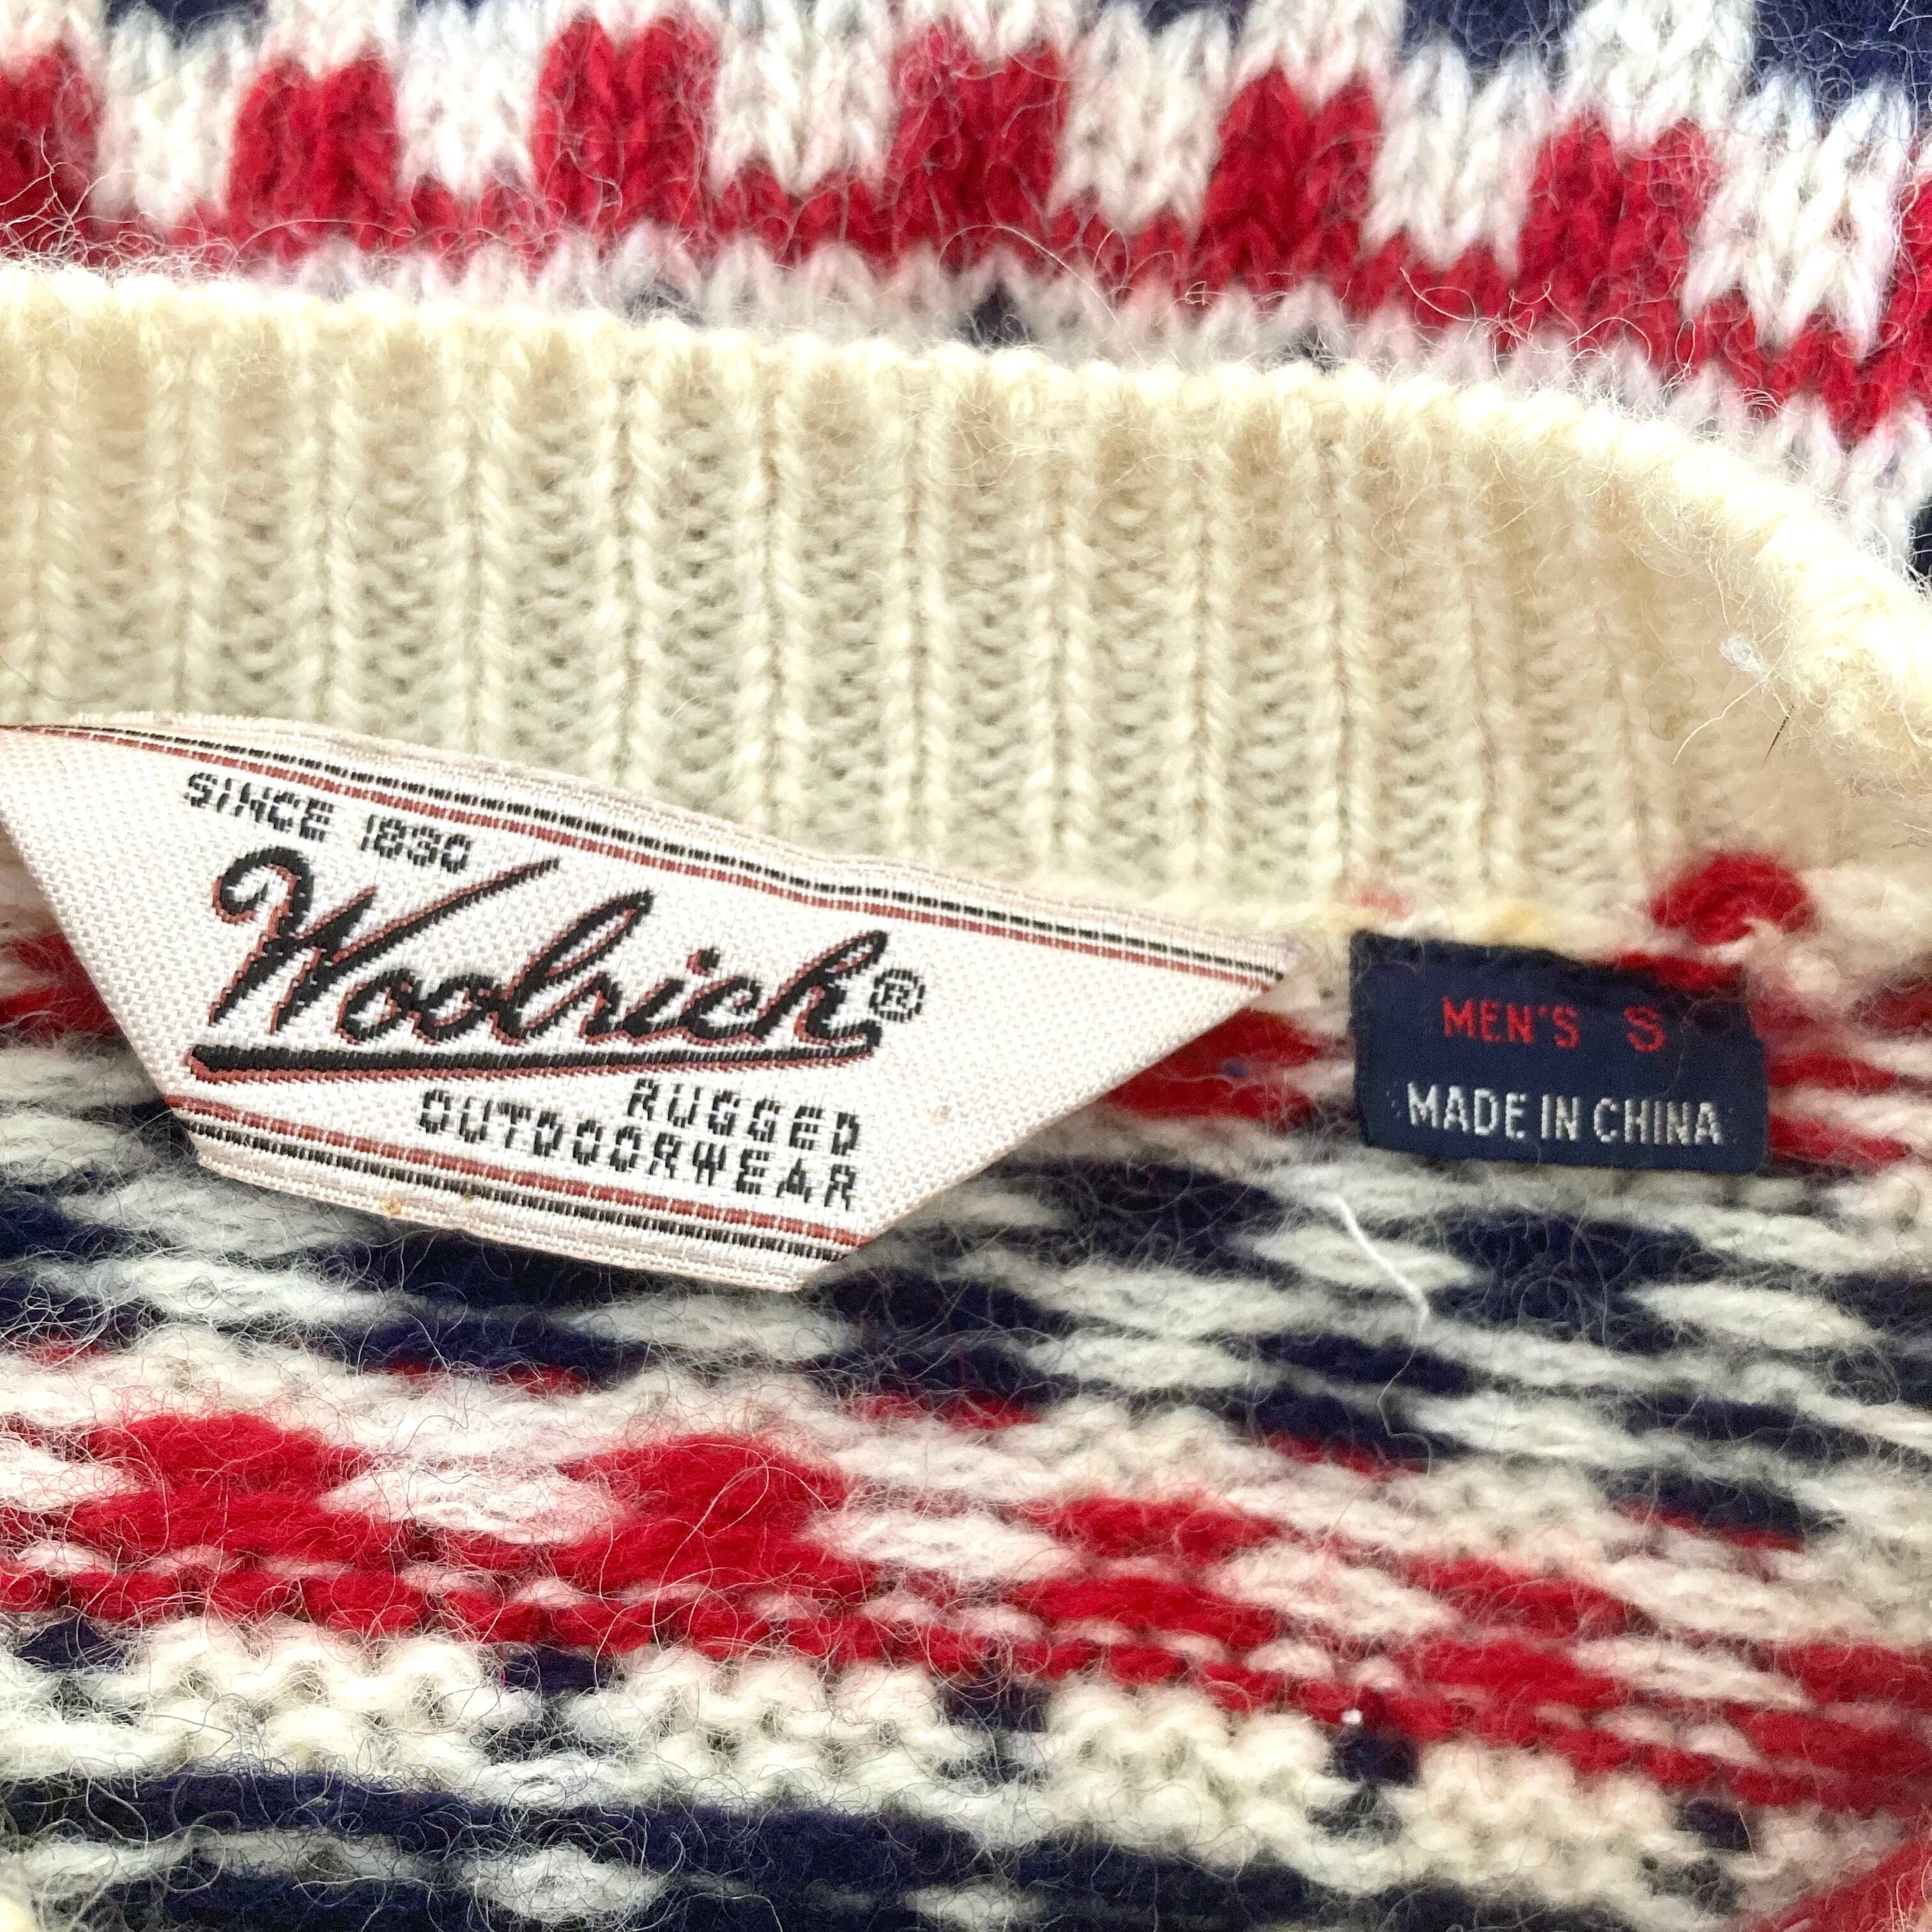 SINCE 1830
Woolrich®
RUGGED
OUTDOORWEAR
MEN'S S
MADE IN CHINA